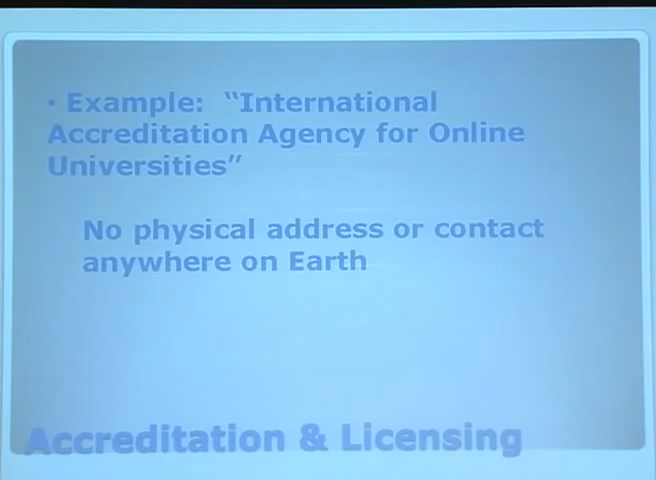 • Example: “International
Accreditation Agency for Online
Universities”
No physical address or contact
anywhere on Earth
Accreditation & Licensing